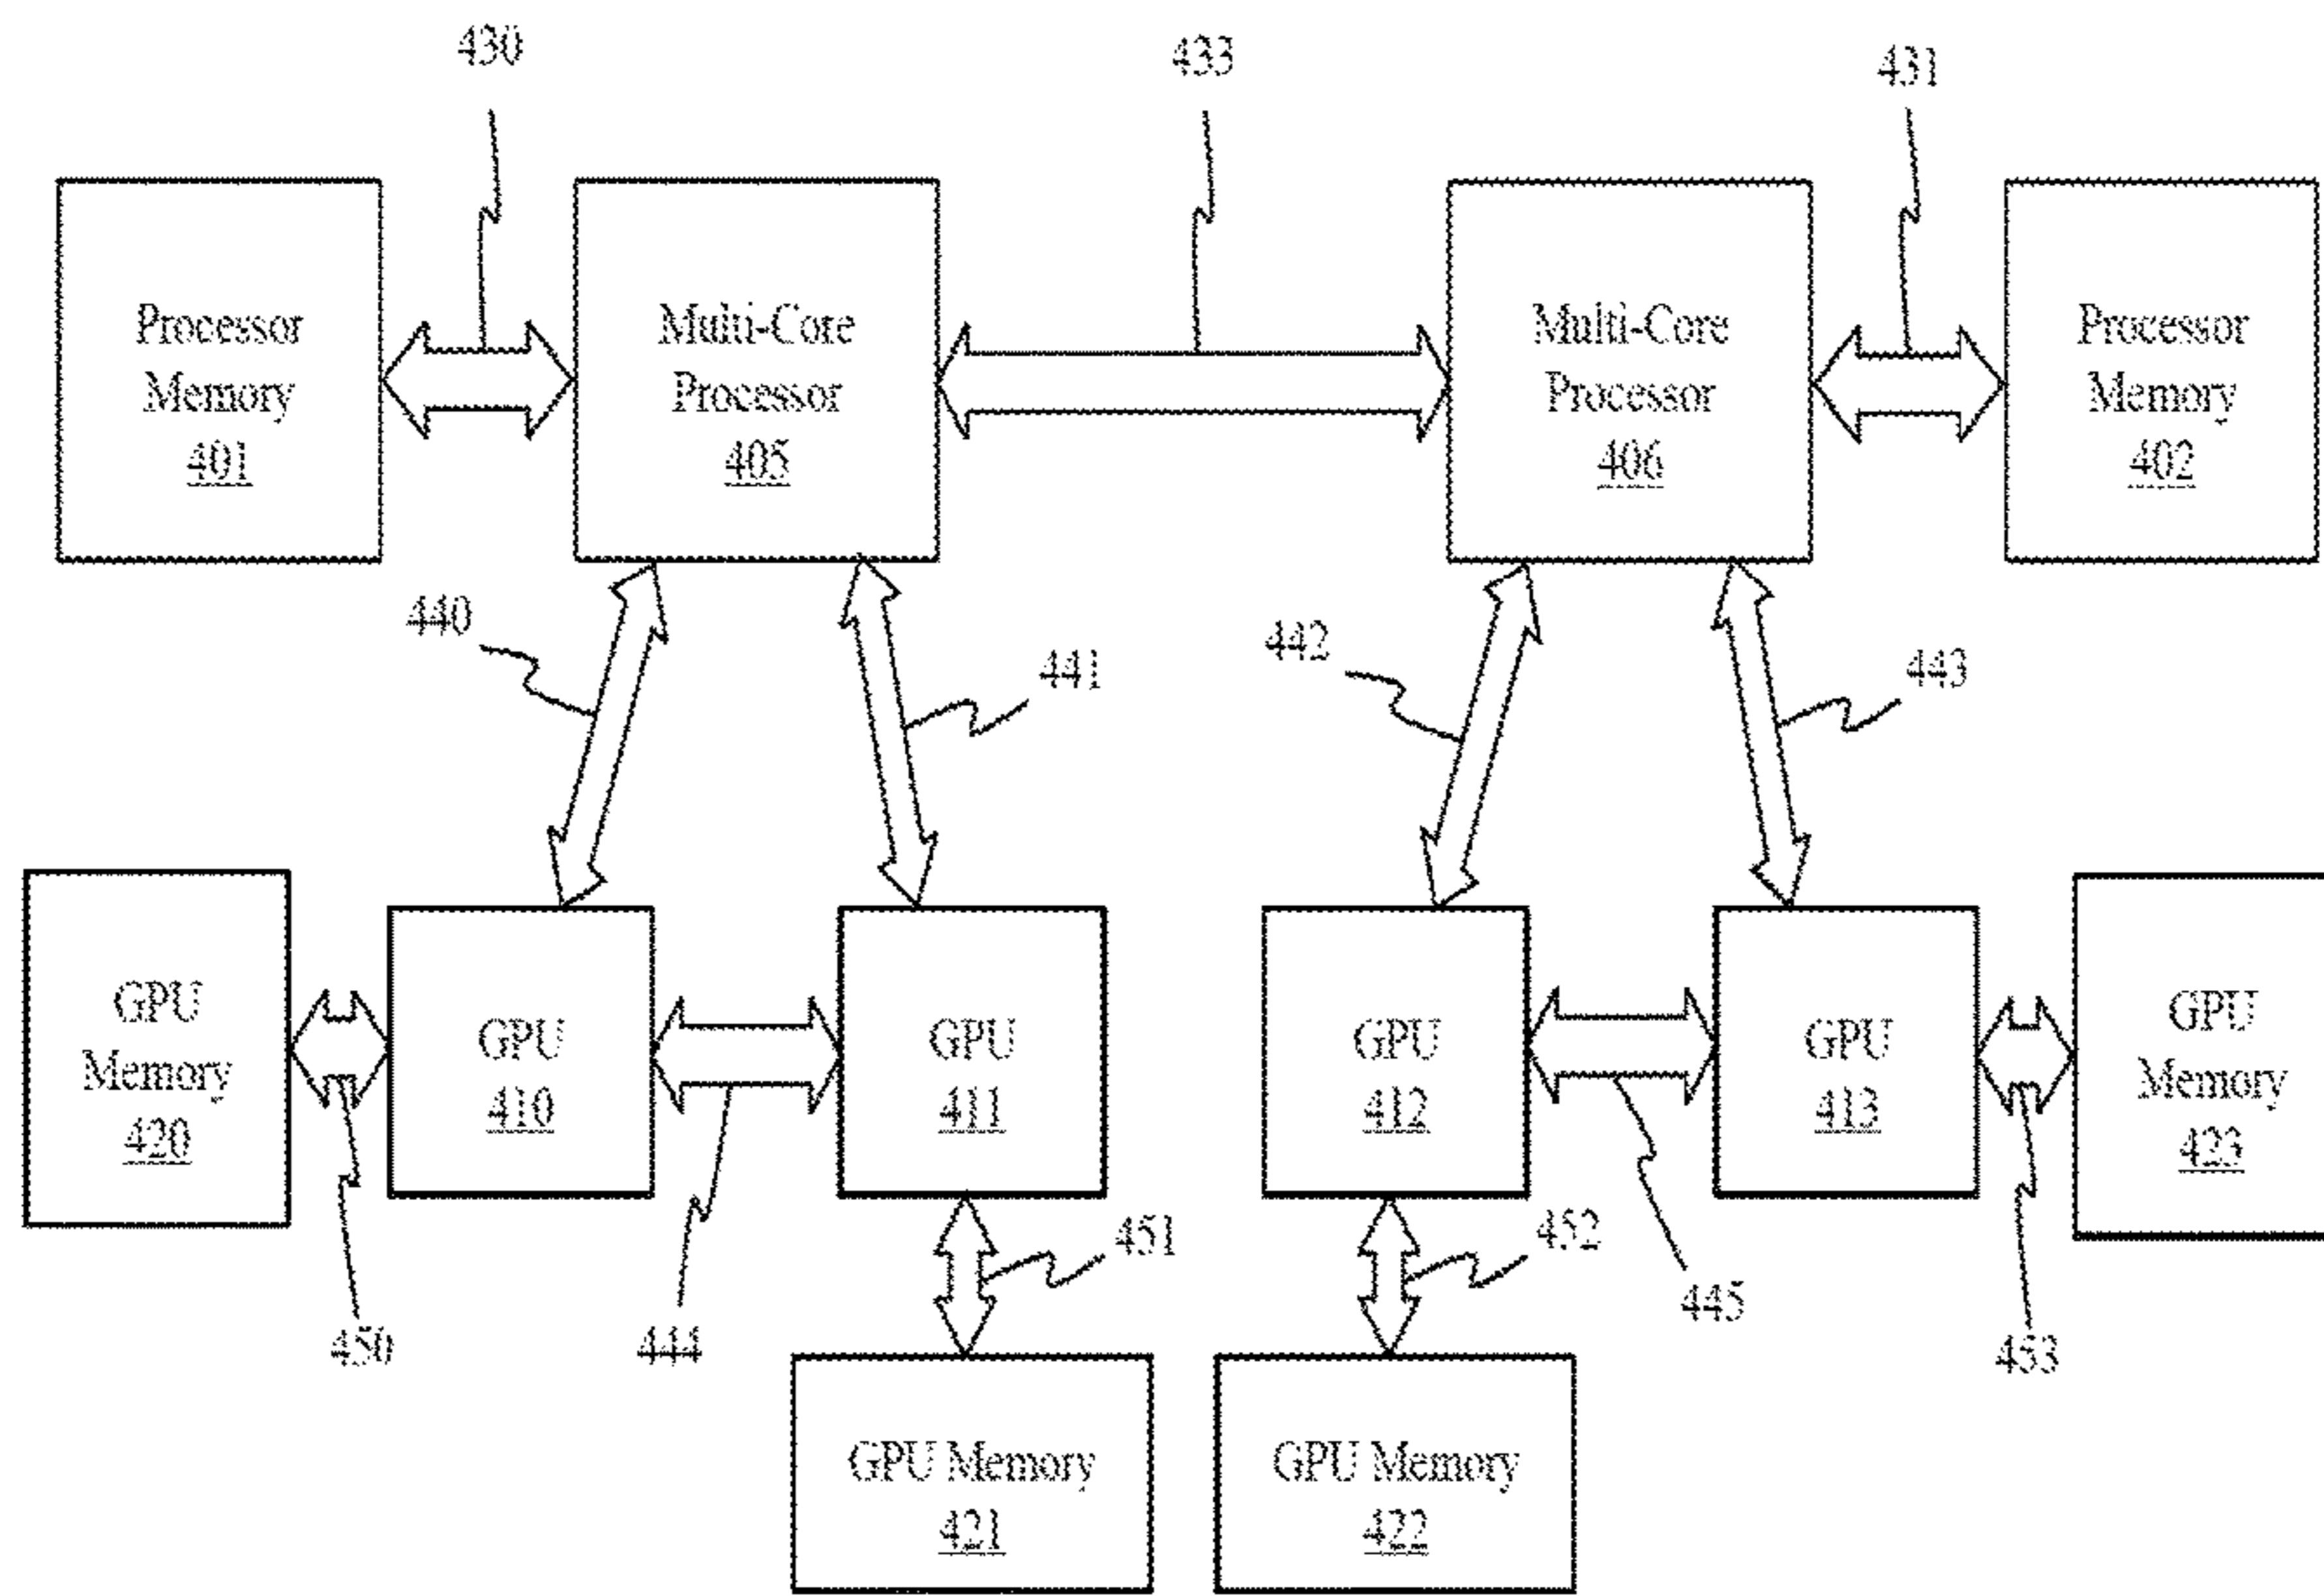 430
433
431
Processor
Memory
401
Multi-Core
Processor
405
Multi-Core
Processor
406
Processor
Memory
402
440
441
442
443
GPU
Memory
420
GPU
410
GPU
411
GPU
412
GPU
413
GPU
Memory
423
450
444
451
452
445
453
GPU Memory
421
GPU Memory
422